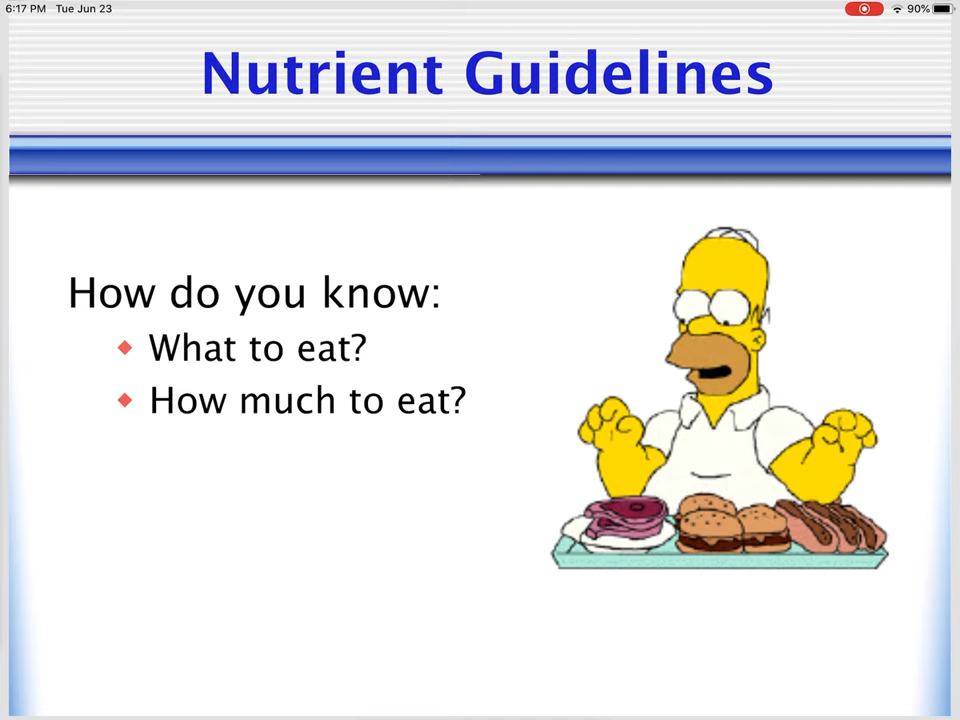 6:17 PM Tue Jun 23
90%
Nutrient Guidelines
How do you know:
What to eat?
How much to eat?